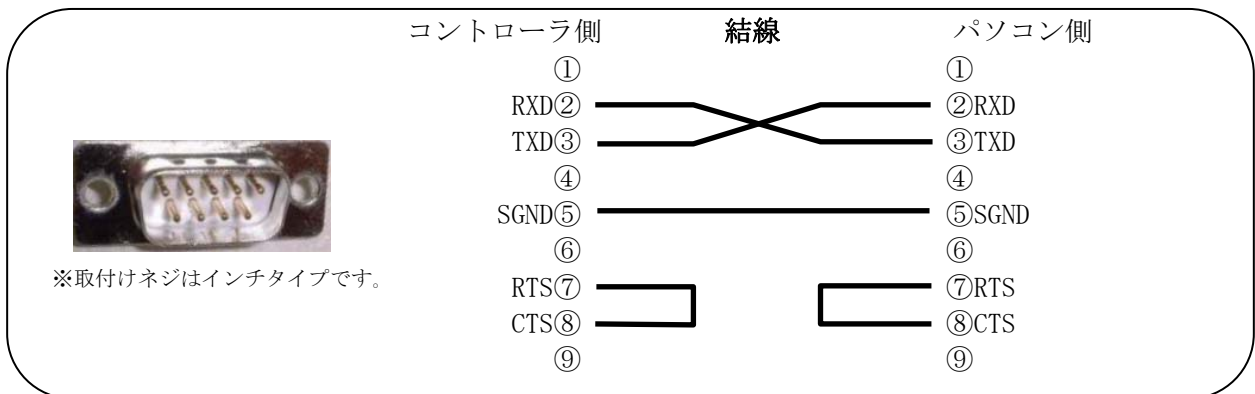 コントローラ側 結線 パソコン側
① ①
RXD② ②RXD
TXD③ ③TXD
④ ④
SGND⑤ ⑤SGND
⑥ ⑥
※取付けネジはインチタイプです。
RTS⑦ ⑦RTS
CTS⑧ ⑧CTS
⑨ ⑨